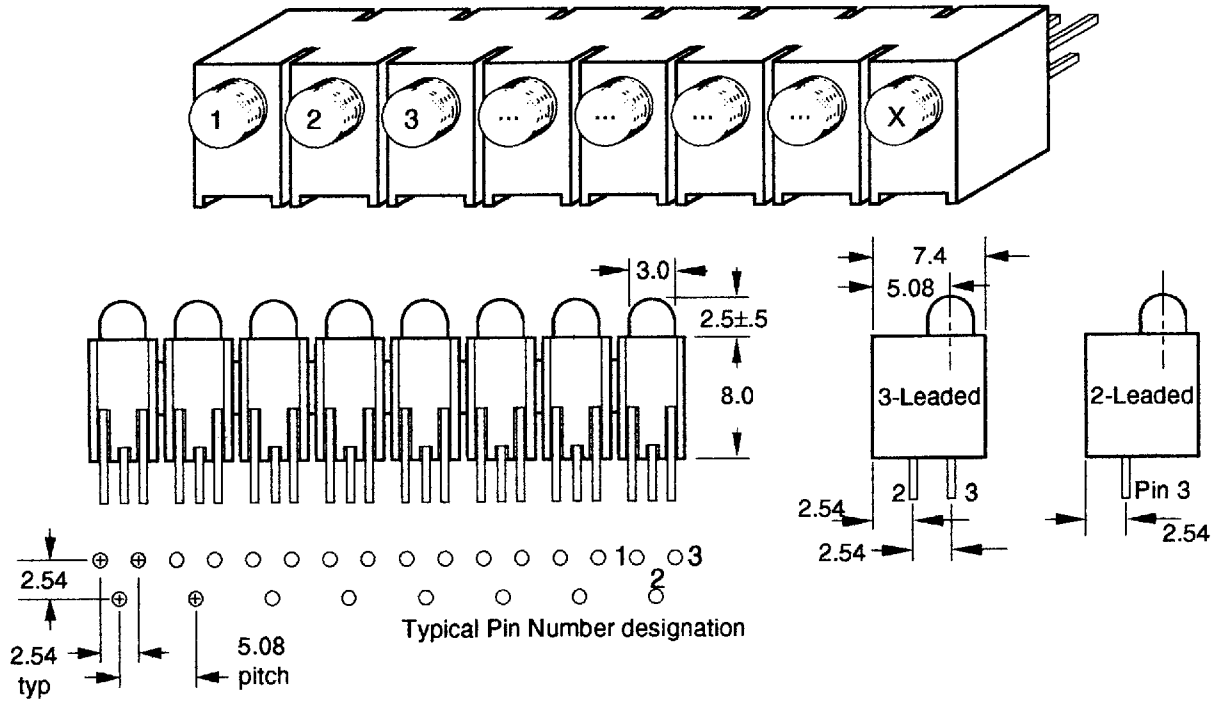 1 2 3 ... ... ... ... X
3.0
2.5±.5
8.0
7.4
5.08
3-Leaded
2-Leaded
2 3
Pin 3
2.54
2.54
2.54
1 3
2
2.54
Typical Pin Number designation
2.54
typ
5.08
pitch